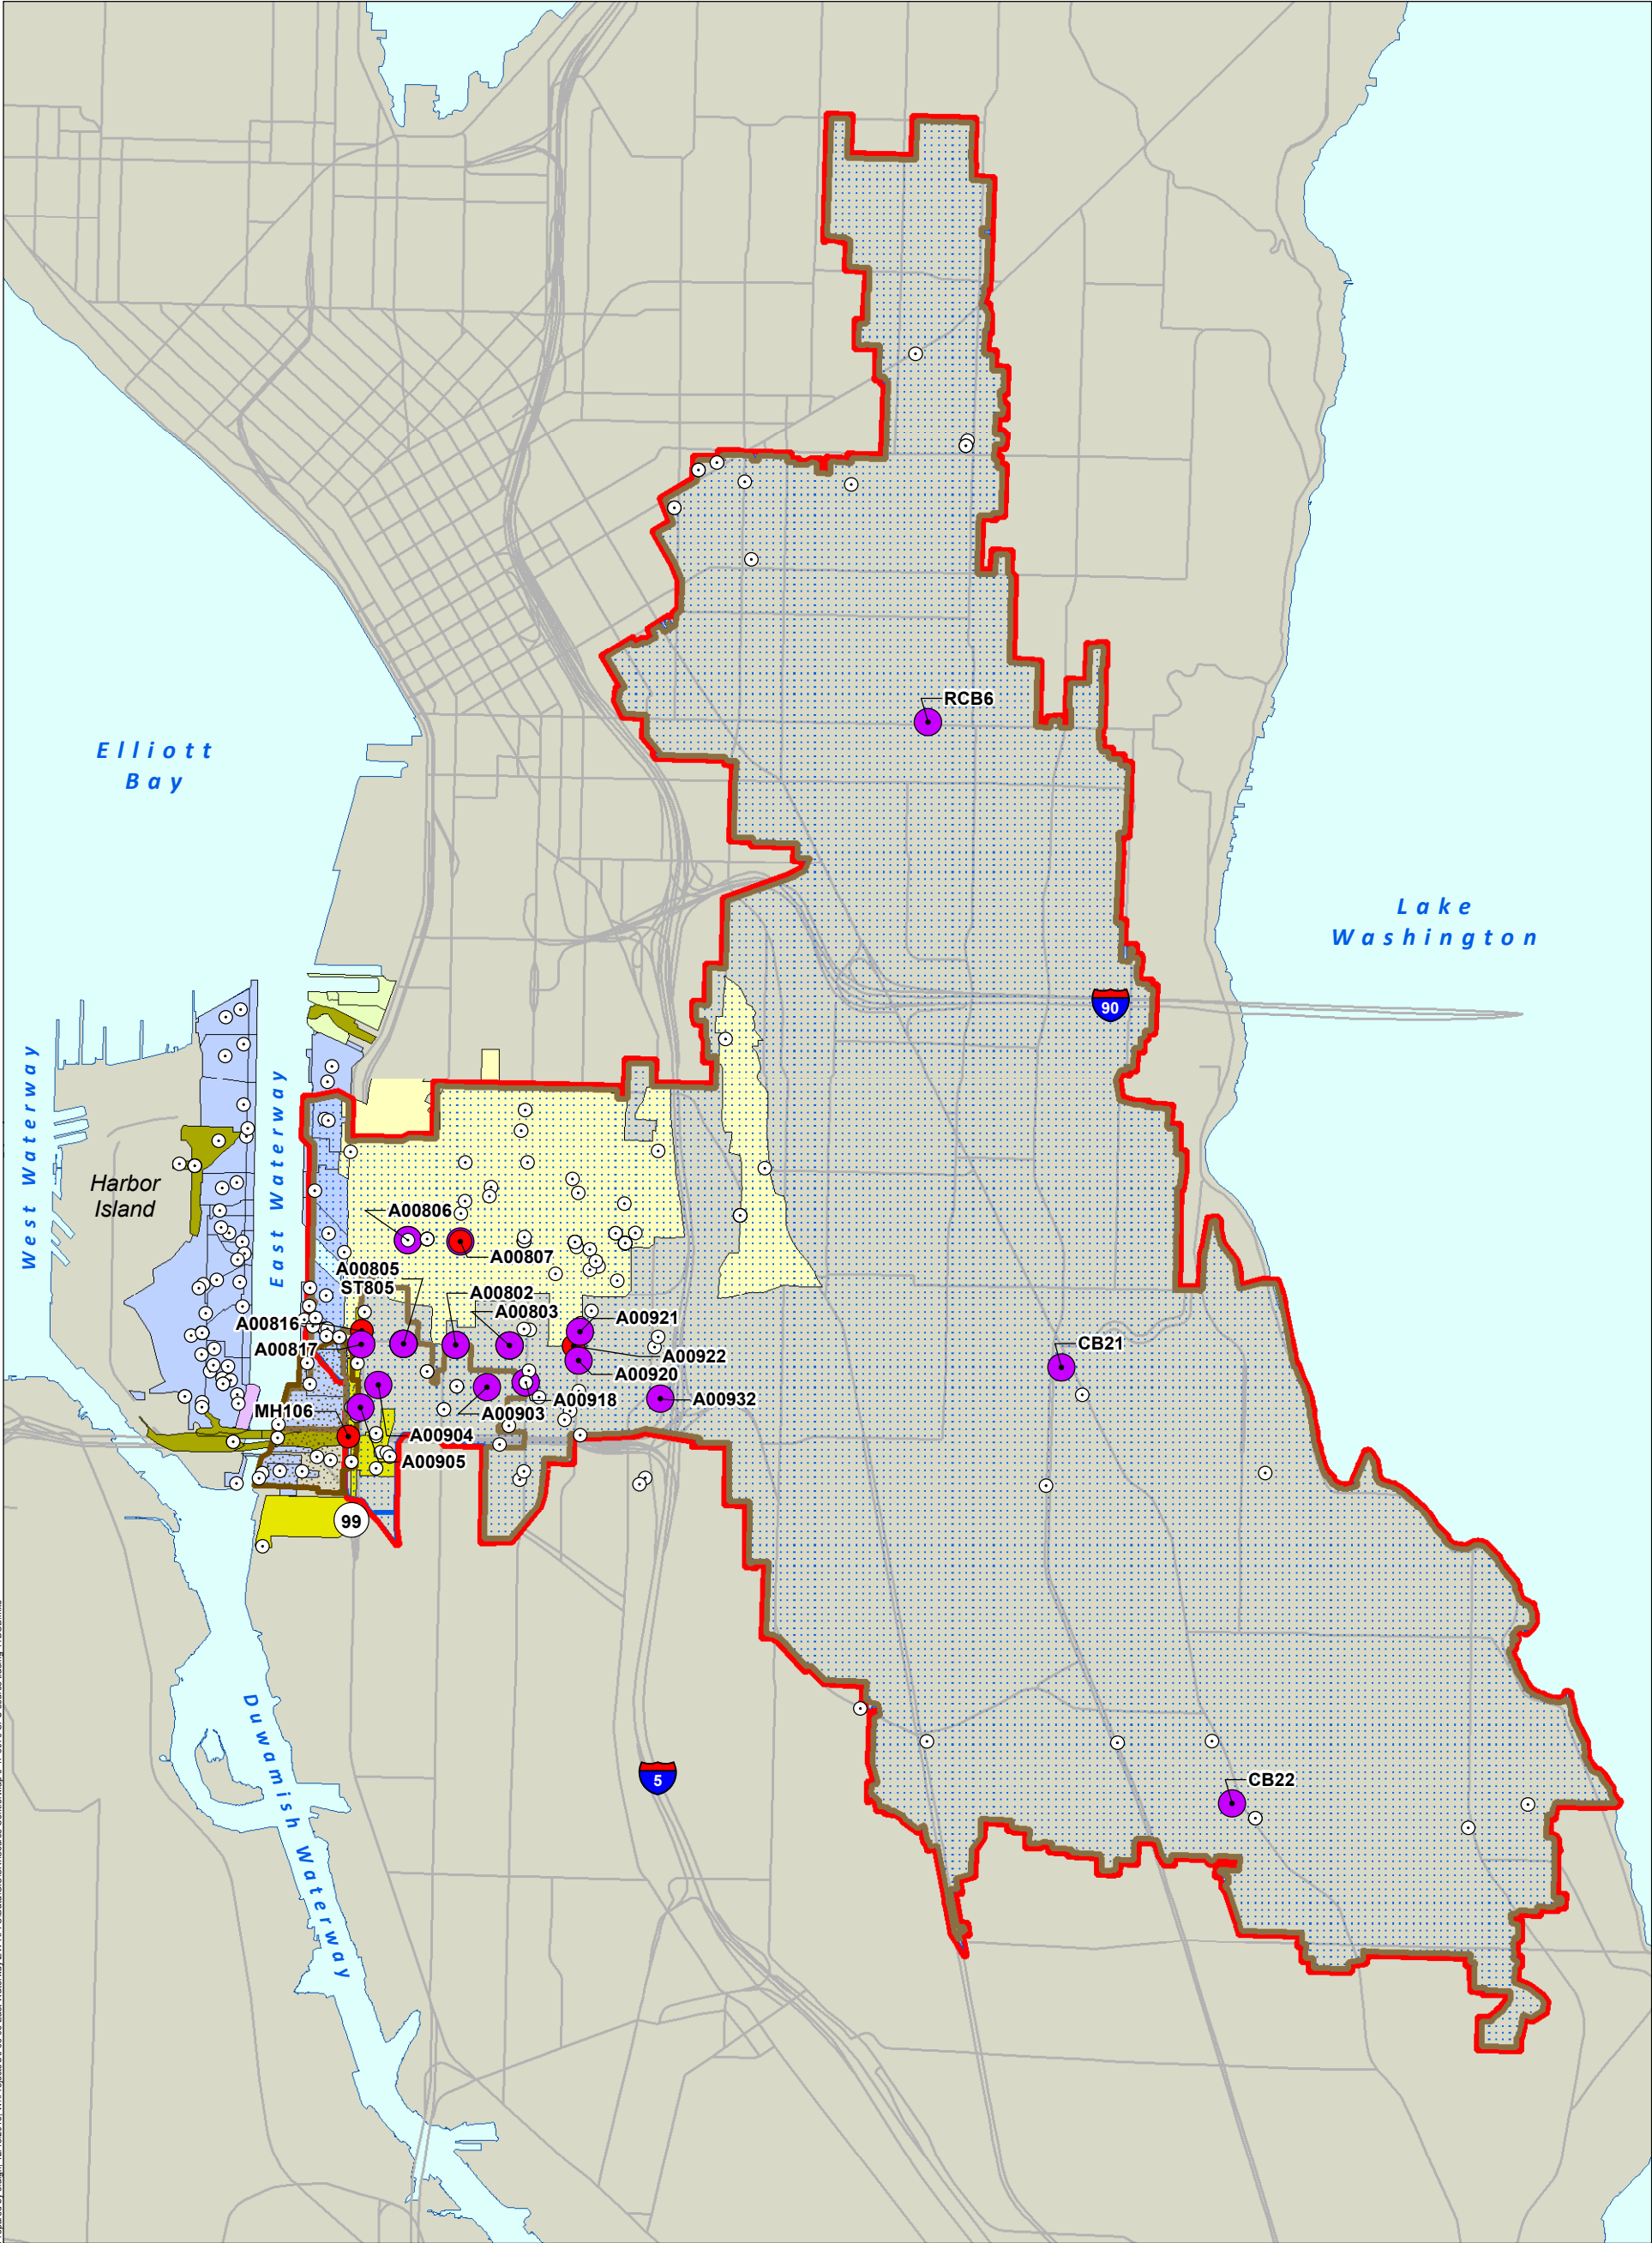 RCB6
Elliott
Bay
Lake
Washington
90
West Waterway
East Waterway
Harbor
Island
A00806
A00807
A00805
ST805
A00802
A00803
A00816
A00817
A00921
A00922
A00920
A00932
CB21
MH106
A00918
A00903
A00904
A00905
99
Duwamish Waterway
5
CB22